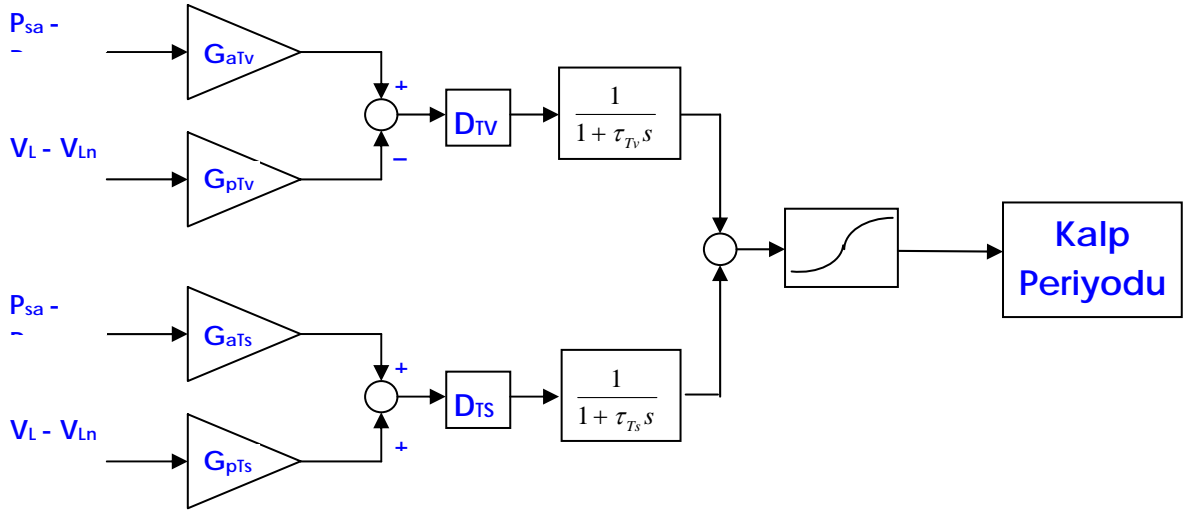 Psa -
GaTv
+
VL - VLn
GpTv
−
DTV
1
1 + τTv s
Psa -
GaTs
+
VL - VLn
GpTs
+
DTS
1
1 + τTs s
Kalp
Periyodu